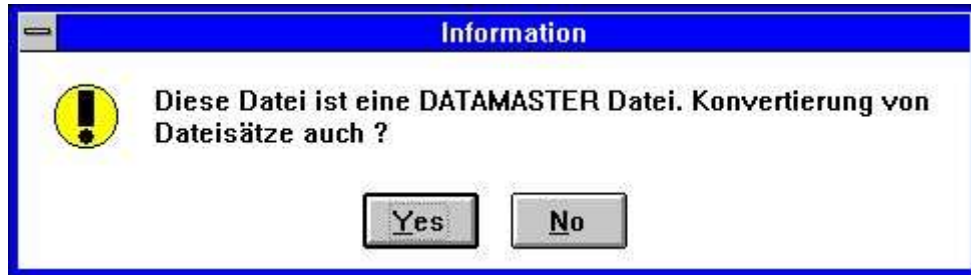 Information
Diese Datei ist eine DATAMASTER Datei. Konvertierung von
Dateisätze auch ?
Yes No